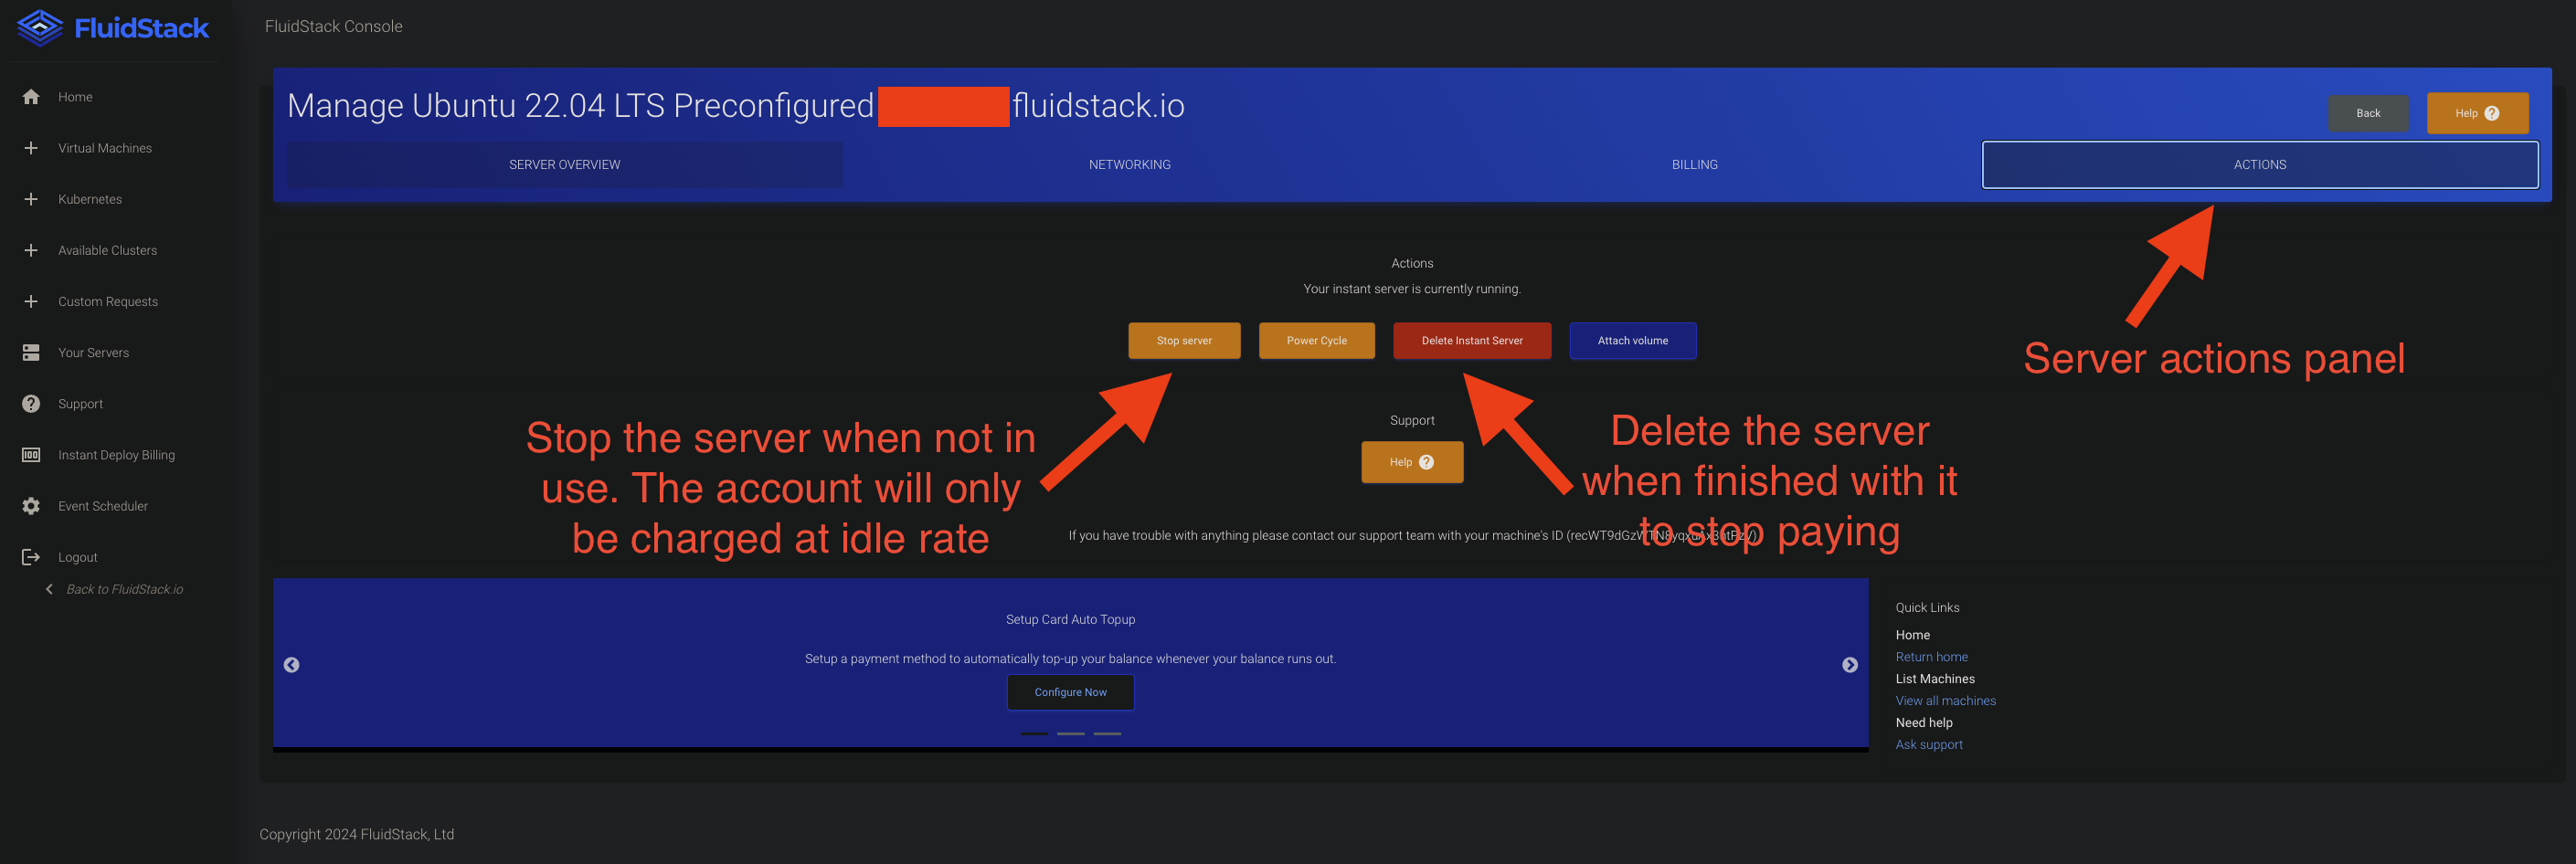 FluidStack
FluidStack Console
Home
Virtual Machines
Kubernetes
Available Clusters
Custom Requests
Your Servers
Support
Instant Deploy Billing
Event Scheduler
Logout
Back to FluidStack.io
Manage Ubuntu 22.04 LTS Preconfigured fluidstack.io
Back
Help
SERVER OVERVIEW
NETWORKING
BILLING
ACTIONS
Actions
Your instant server is currently running.
Stop server
Power Cycle
Delete Instant Server
Attach volume
Server actions panel
Stop the server when not in
use. The account will only
be charged at idle rate
Delete the server
when finished with it
to stop paying
Support
Help
If you have trouble with anything please contact our support team with your machine's ID
Setup Card Auto Topup
Setup a payment method to automatically top-up your balance whenever your balance runs out.
Configure Now
Quick Links
Home
Return home
List Machines
View all machines
Need help
Ask support
Copyright 2024 FluidStack, Ltd